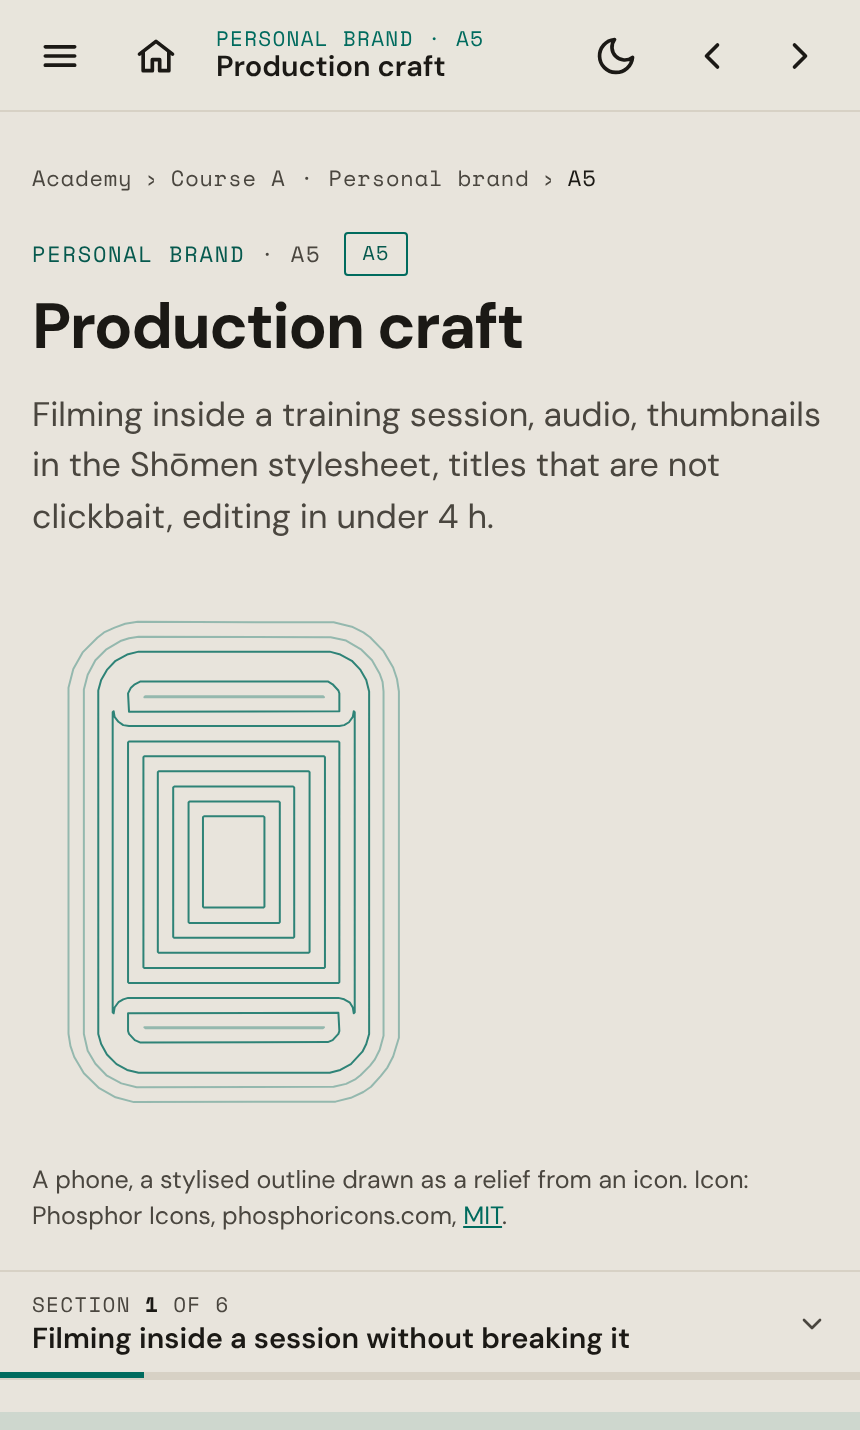 PERSONAL BRAND · A5
Production craft
Academy › Course A · Personal brand › A5
PERSONAL BRAND · A5 A5
Production craft
Filming inside a training session, audio, thumbnails
in the Shōmen stylesheet, titles that are not
clickbait, editing in under 4 h.
A phone, a stylised outline drawn as a relief from an icon. Icon:
Phosphor Icons, phosphoricons.com, MIT.
SECTION 1 OF 6
Filming inside a session without breaking it